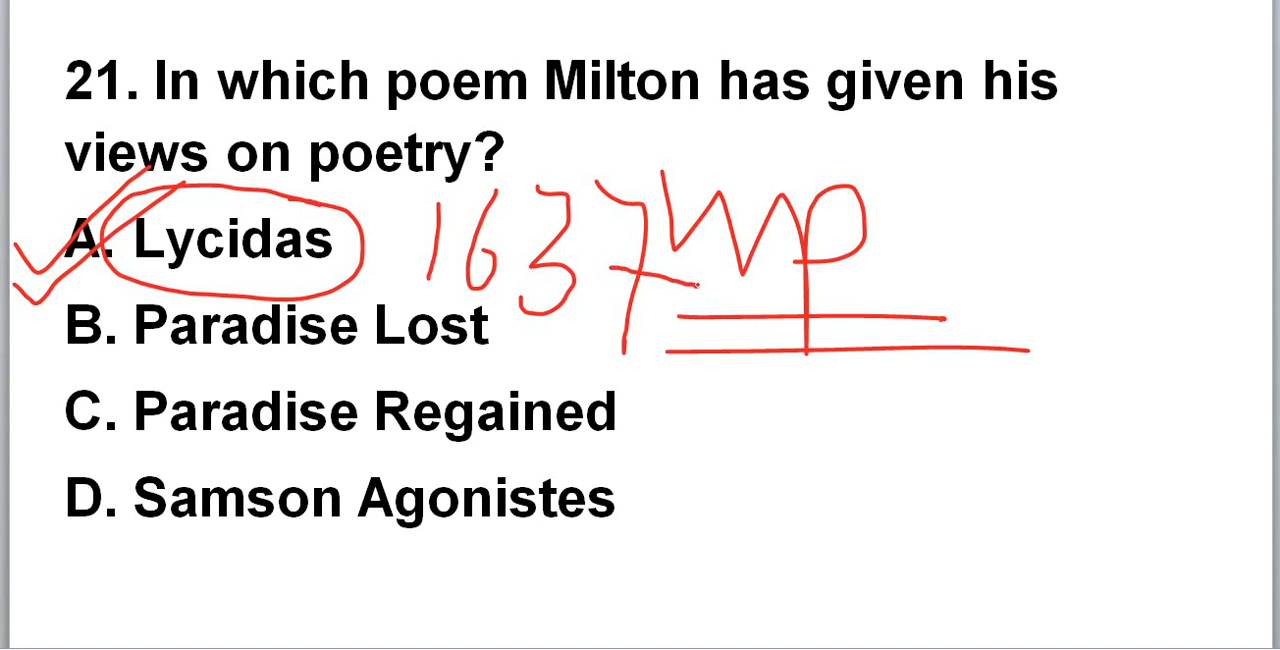 21. In which poem Milton has given his
views on poetry?
A. Lycidas 1637 MP
B. Paradise Lost
C. Paradise Regained
D. Samson Agonistes